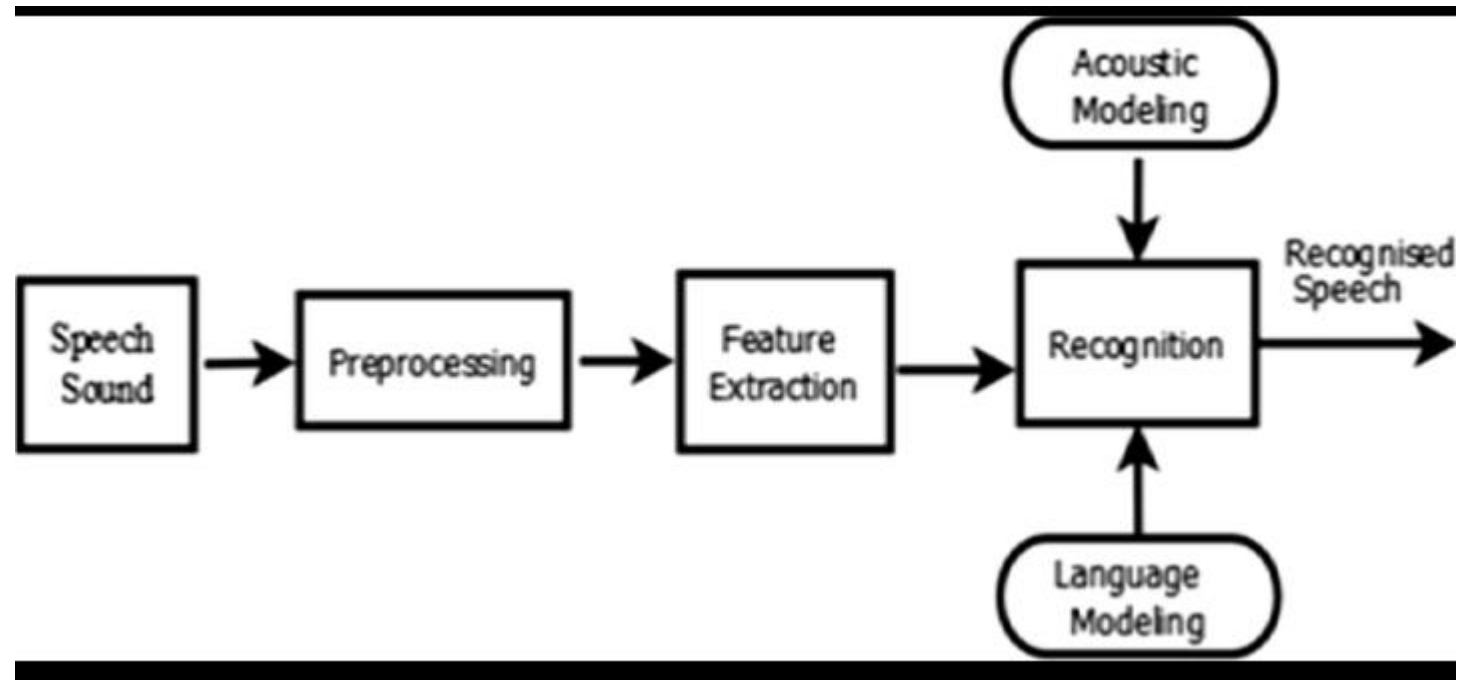 Acoustic
Modeling
Speech
Sound
Preprocessing
Feature
Extraction
Recognition
Recognised
Speech
Language
Modeling